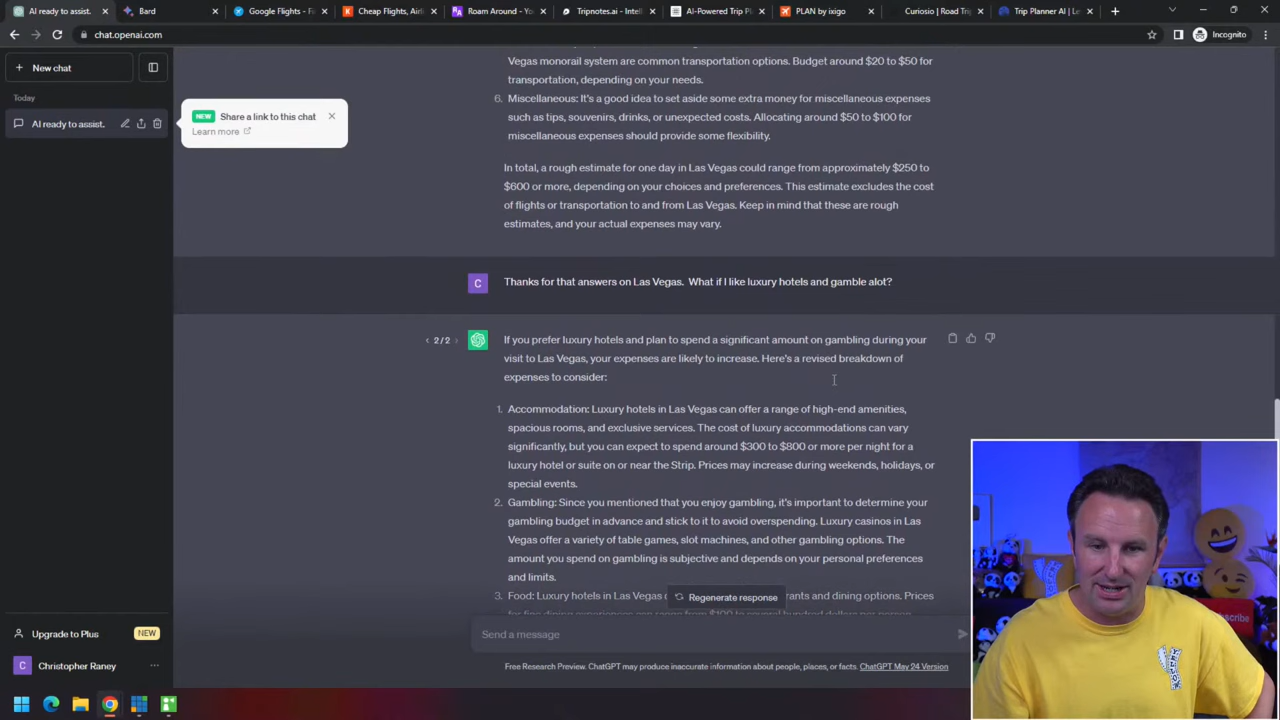 AI ready to assist.
Bard
Google Flights - Fe
Cheap Flights, Airli
Roam Around - Yo
Tripnotes.ai - Intell
AI-Powered Trip Pl
PLAN by ixigo
Curiosio | Road Trip
Trip Planner AI | Le
chat.openai.com
Incognito
New chat
Today
AI ready to assist.
NEW Share a link to this chat
Learn more
Vegas monorail system are common transportation options. Budget around $20 to $50 for
transportation, depending on your needs.
6. Miscellaneous: It's a good idea to set aside some extra money for miscellaneous expenses
such as tips, souvenirs, drinks, or unexpected costs. Allocating around $50 to $100 for
miscellaneous expenses should provide some flexibility.
In total, a rough estimate for one day in Las Vegas could range from approximately $250 to
$600 or more, depending on your choices and preferences. This estimate excludes the cost
of flights or transportation to and from Las Vegas. Keep in mind that these are rough
estimates, and your actual expenses may vary.
C Thanks for that answers on Las Vegas. What if I like luxury hotels and gamble alot?
< 2/2 > If you prefer luxury hotels and plan to spend a significant amount on gambling during your
visit to Las Vegas, your expenses are likely to increase. Here's a revised breakdown of
expenses to consider:
1. Accommodation: Luxury hotels in Las Vegas can offer a range of high-end amenities,
spacious rooms, and exclusive services. The cost of luxury accommodations can vary
significantly, but you can expect to spend around $300 to $800 or more per night for a
luxury hotel or suite on or near the Strip. Prices may increase during weekends, holidays, or
special events.
2. Gambling: Since you mentioned that you enjoy gambling, it's important to determine your
gambling budget in advance and stick to it to avoid overspending. Luxury casinos in Las
Vegas offer a variety of table games, slot machines, and other gambling options. The
amount you spend on gambling is subjective and depends on your personal preferences
and limits.
3. Food: Luxury hotels in Las Vegas
rants and dining options. Prices
for fine dining experiences can range from $100 to several hundred dollars per person
Regenerate response
Send a message
Free Research Preview. ChatGPT may produce inaccurate information about people, places, or facts. ChatGPT May 24 Version
Upgrade to Plus NEW
C Christopher Raney
scribe